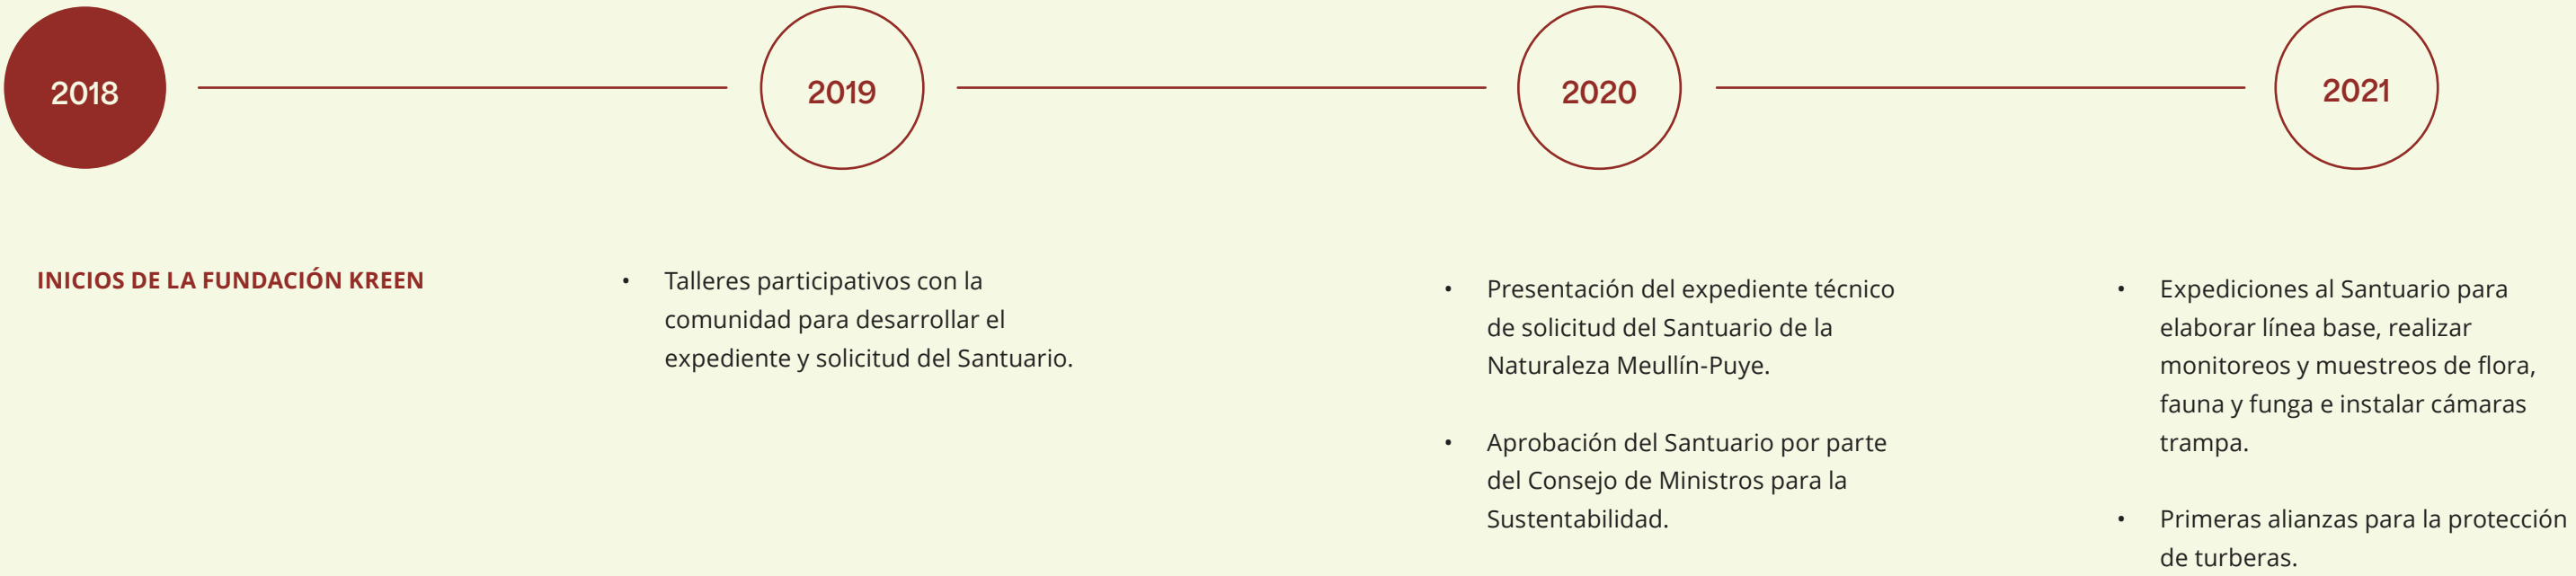 2018
2019
2020
2021
INICIOS DE LA FUNDACIÓN KREEN
• Talleres participativos con la
comunidad para desarrollar el
expediente y solicitud del Santuario.
• Presentación del expediente técnico
de solicitud del Santuario de la
Naturaleza Meullín-Puye.
• Aprobación del Santuario por parte
del Consejo de Ministros para la
Sustentabilidad.
• Expediciones al Santuario para
elaborar línea base, realizar
monitoreos y muestreos de flora,
fauna y funga e instalar cámaras
trampa.
• Primeras alianzas para la protección
de turberas.